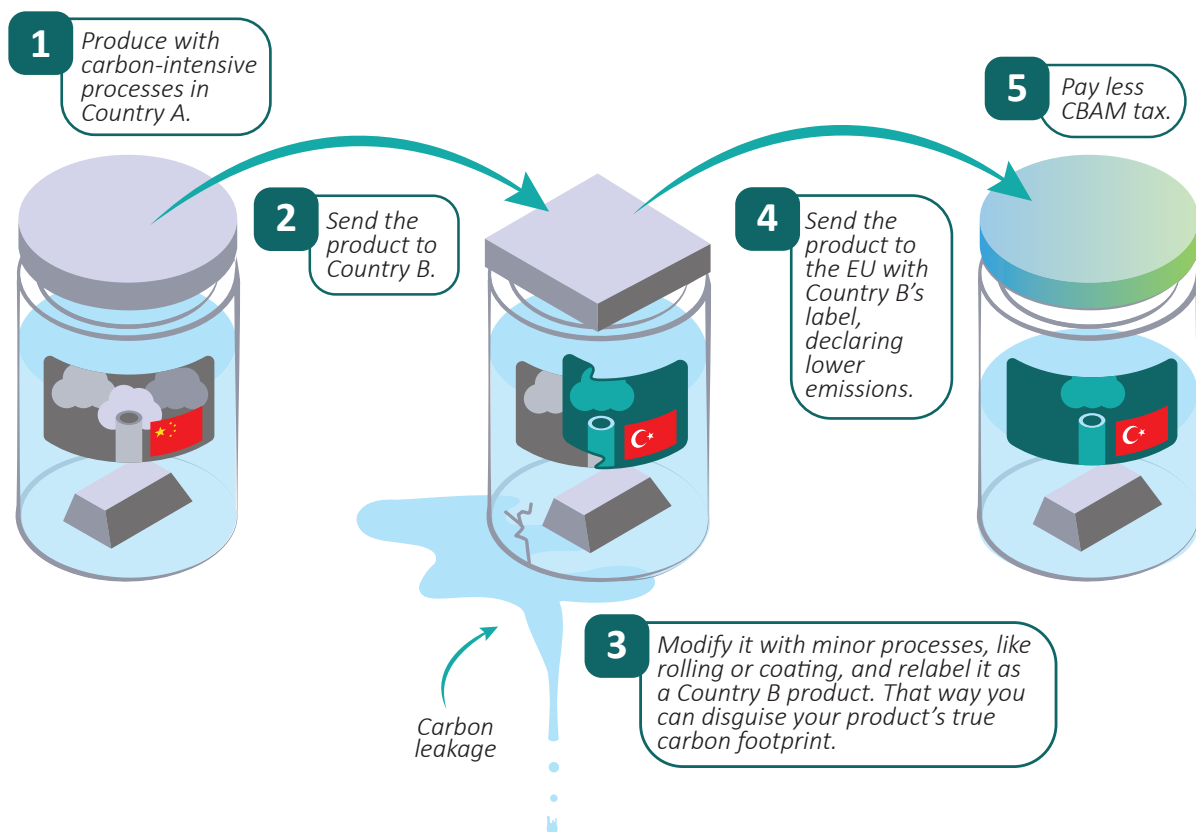 1
Produce with
carbon-intensive
processes in
Country A.
2
Send the
product to
Country B.
3
Modify it with minor processes, like
rolling or coating, and relabel it as
a Country B product. That way you
can disguise your product’s true
carbon footprint.
Carbon
leakage
4
Send the
product to
the EU with
Country B’s
label,
declaring
lower
emissions.
5
Pay less
CBAM tax.